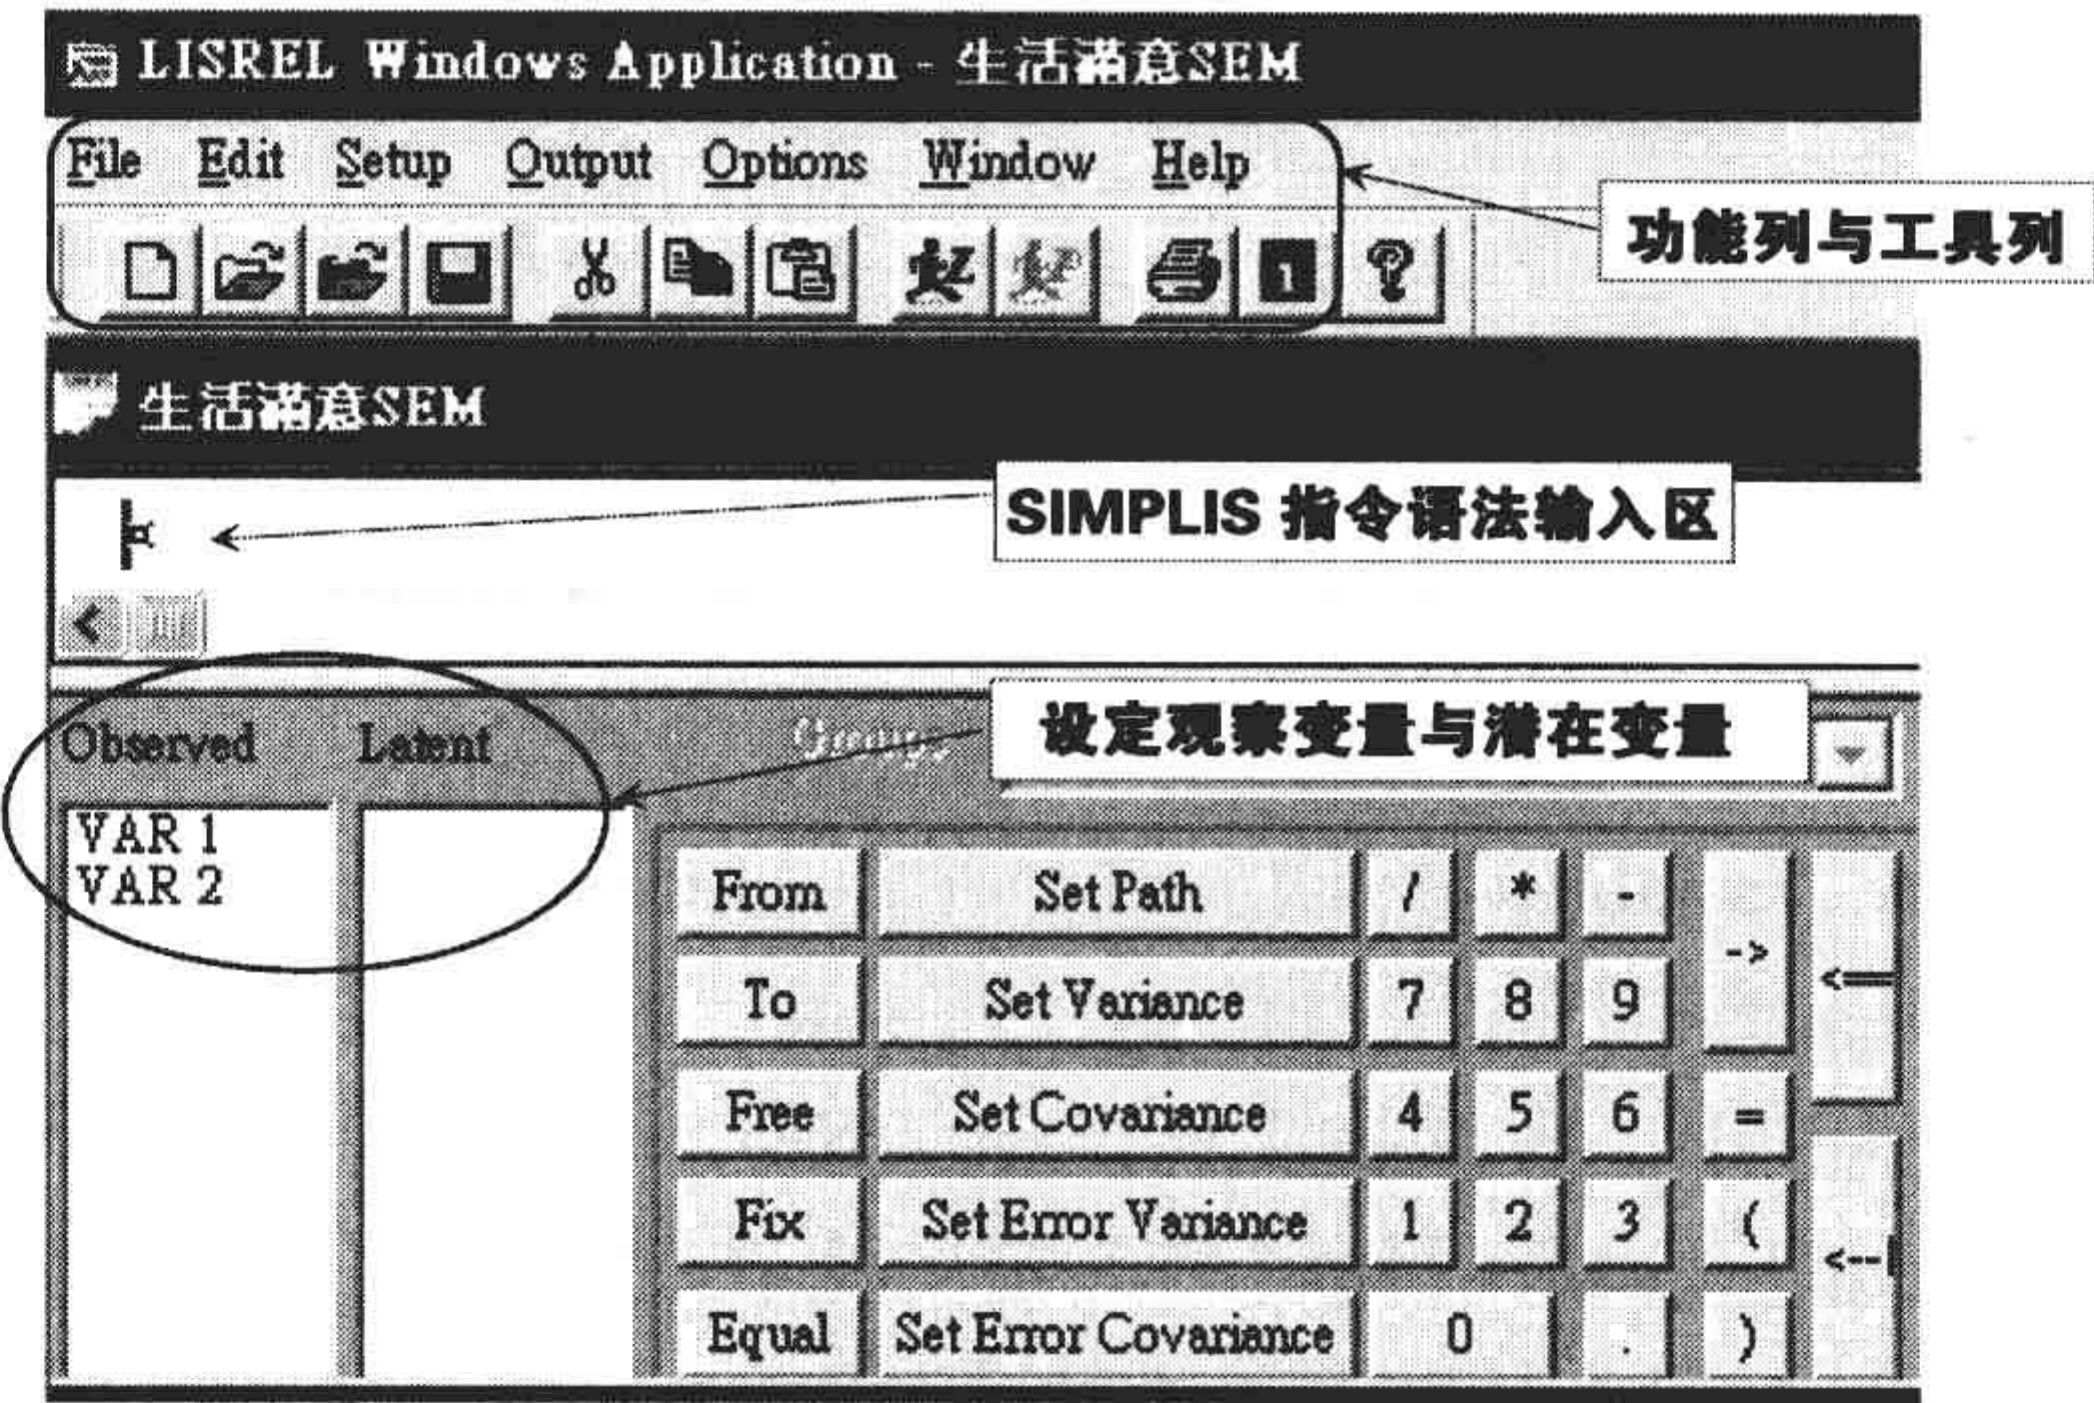 LISREL Windows Application - 生活滿意SEM
File Edit Setup Output Options Window Help
功能列与工具列
生活滿意SEM
SIMPLIS 指令语法输入区
设定观察变量与潜在变量
Observed Latent Groups
VAR 1
VAR 2
From Set Path / * -
->
<==
To Set Variance 7 8 9
Free Set Covariance 4 5 6 =
Fix Set Error Variance 1 2 3 (
<--
Equal Set Error Covariance 0 . )